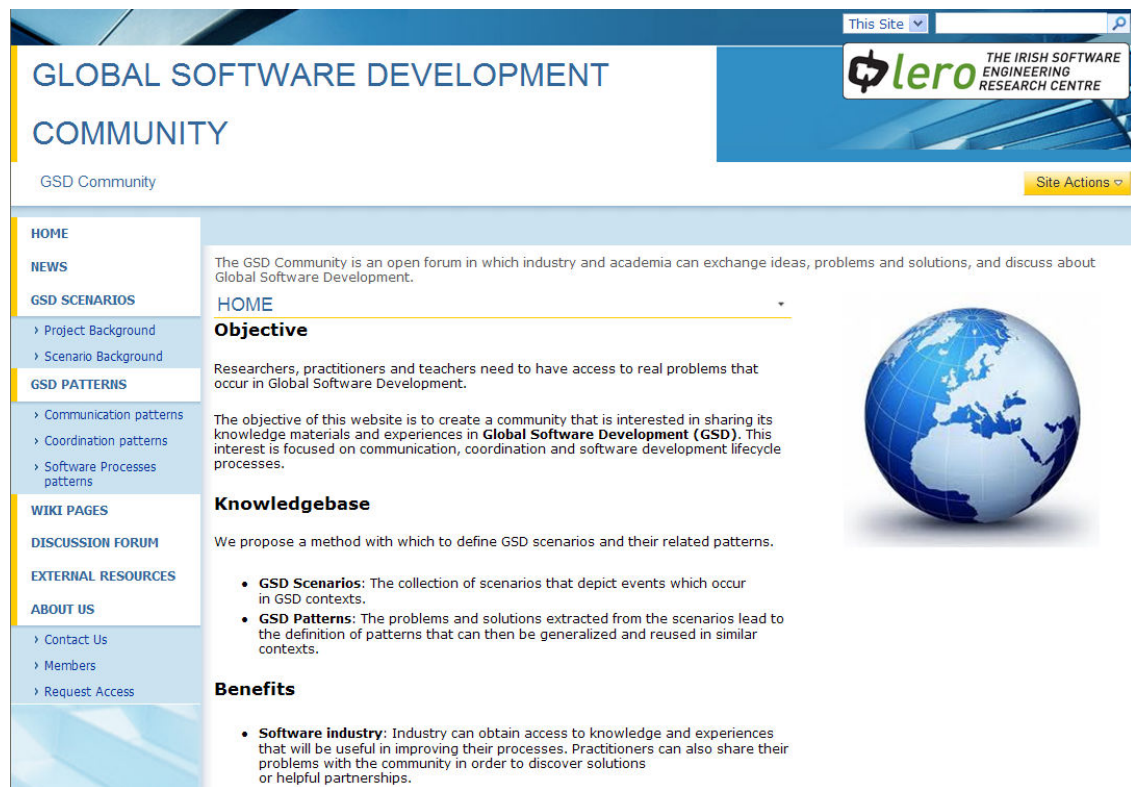 This Site
GLOBAL SOFTWARE DEVELOPMENT
COMMUNITY
lero THE IRISH SOFTWARE
ENGINEERING
RESEARCH CENTRE
GSD Community
Site Actions
HOME
NEWS
GSD SCENARIOS
Project Background
Scenario Background
GSD PATTERNS
Communication patterns
Coordination patterns
Software Processes
patterns
WIKI PAGES
DISCUSSION FORUM
EXTERNAL RESOURCES
ABOUT US
Contact Us
Members
Request Access
The GSD Community is an open forum in which industry and academia can exchange ideas, problems and solutions, and discuss about
Global Software Development.
HOME
Objective
Researchers, practitioners and teachers need to have access to real problems that
occur in Global Software Development.
The objective of this website is to create a community that is interested in sharing its
knowledge materials and experiences in Global Software Development (GSD). This
interest is focused on communication, coordination and software development lifecycle
processes.
Knowledgebase
We propose a method with which to define GSD scenarios and their related patterns.
• GSD Scenarios: The collection of scenarios that depict events which occur
in GSD contexts.
• GSD Patterns: The problems and solutions extracted from the scenarios lead to
the definition of patterns that can then be generalized and reused in similar
contexts.
Benefits
• Software industry: Industry can obtain access to knowledge and experiences
that will be useful in improving their processes. Practitioners can also share their
problems with the community in order to discover solutions
or helpful partnerships.